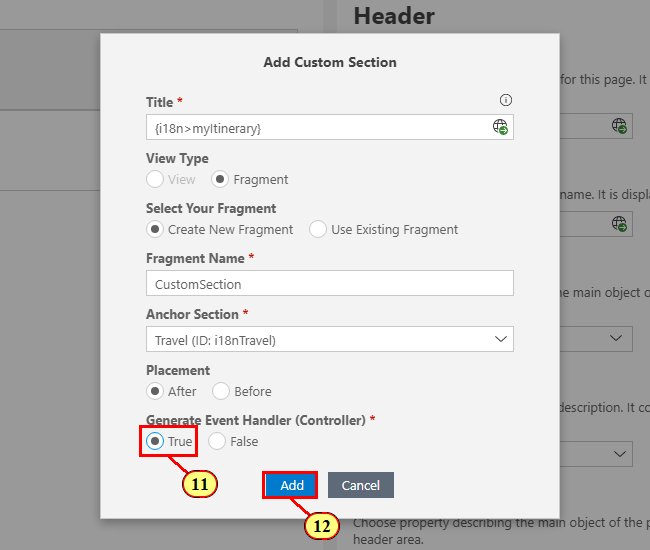 Header
Add Custom Section
for this page. It
Title *
{i18n>myItinerary}
View Type
View Fragment
name. It is displa
Select Your Fragment
Create New Fragment Use Existing Fragment
Fragment Name *
CustomSection
he main object o
Anchor Section *
Travel (ID: i18nTravel)
Placement
After Before
description. It co
Generate Event Handler (Controller) *
True False
11
Add Cancel
12
Choose property describing the main object of the p
header area.